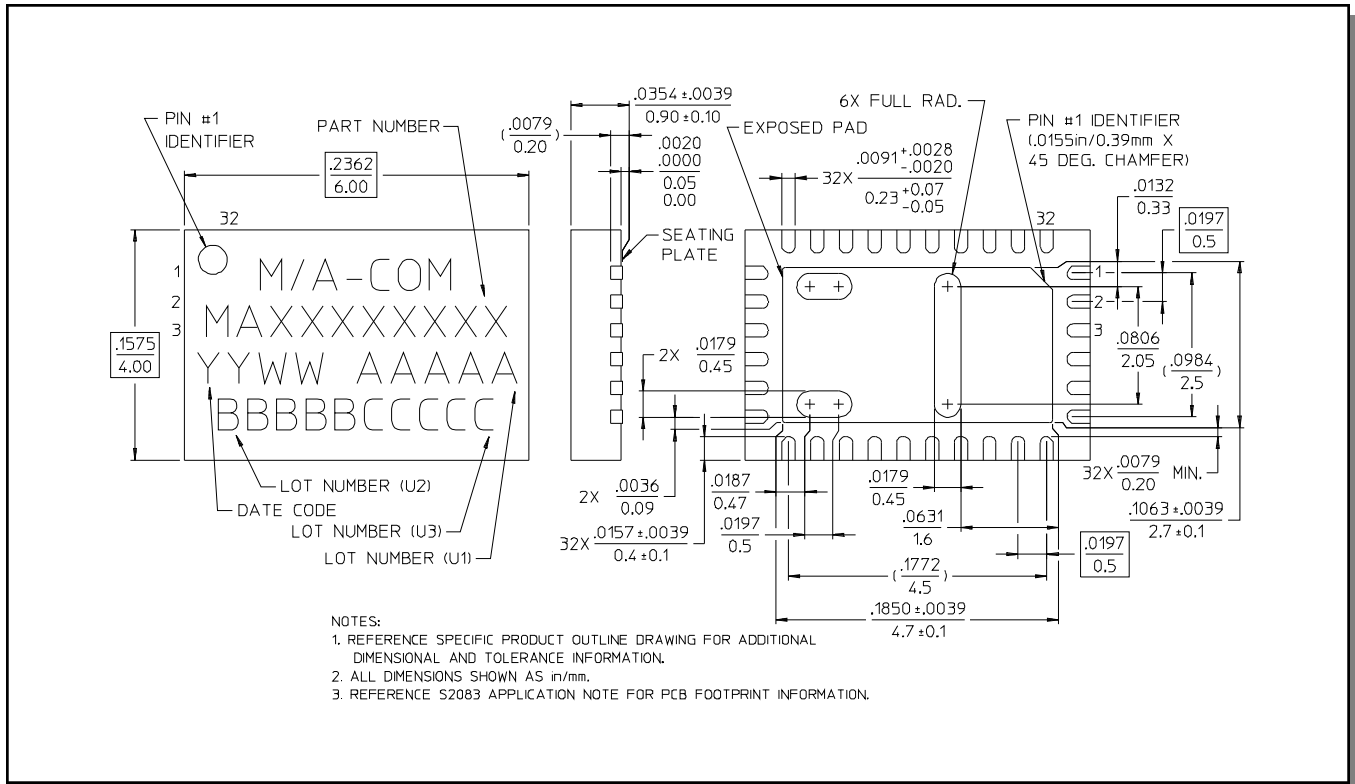 PIN #1
IDENTIFIER
PART NUMBER
.2362
6.00
32
1
2
3
.1575
4.00
M/A-COM
MAXXXXXXXXX
YYWW AAAAA
BBBBBCCCCC
LOT NUMBER (U2)
DATE CODE
LOT NUMBER (U3)
LOT NUMBER (U1)
.0354 ±.0039
0.90 ±0.10
(.0079
0.20)
.0020
.0000
0.05
0.00
SEATING
PLATE
EXPOSED PAD
6X FULL RAD.
32X .0091 +.0028
-.0020
0.23 +0.07
-0.05
PIN #1 IDENTIFIER
(.0155in/0.39mm X
45 DEG. CHAMFER)
32
.0132
0.33
.0197
0.5
1
2
3
2X .0179
0.45
.0806
2.05
(.0984
2.5)
2X .0036
0.09
32X .0157 ±.0039
0.4 ±0.1
.0187
0.47
.0197
0.5
.0179
0.45
.0631
1.6
32X .0079 MIN.
0.20
.1063 ±.0039
2.7 ±0.1
.0197
0.5
(.1772
4.5)
.1850 ±.0039
4.7 ±0.1
NOTES:
1. REFERENCE SPECIFIC PRODUCT OUTLINE DRAWING FOR ADDITIONAL
DIMENSIONAL AND TOLERANCE INFORMATION.
2. ALL DIMENSIONS SHOWN AS in/mm.
3. REFERENCE S2083 APPLICATION NOTE FOR PCB FOOTPRINT INFORMATION.